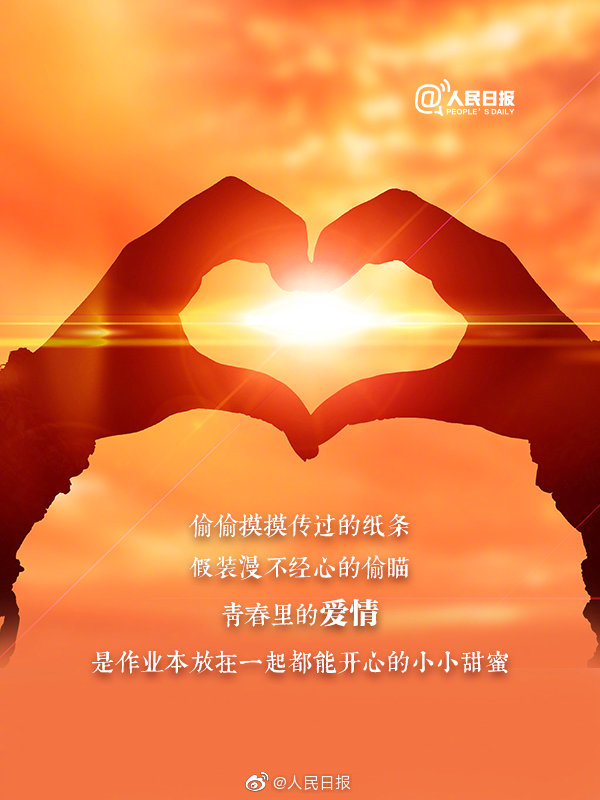 @人民日报
PEOPLE'S DAILY
偷偷摸摸传过的纸条
假装漫不经心的偷瞄
青春里的爱情
是作业本放在一起都能开心的小小甜蜜
@人民日报